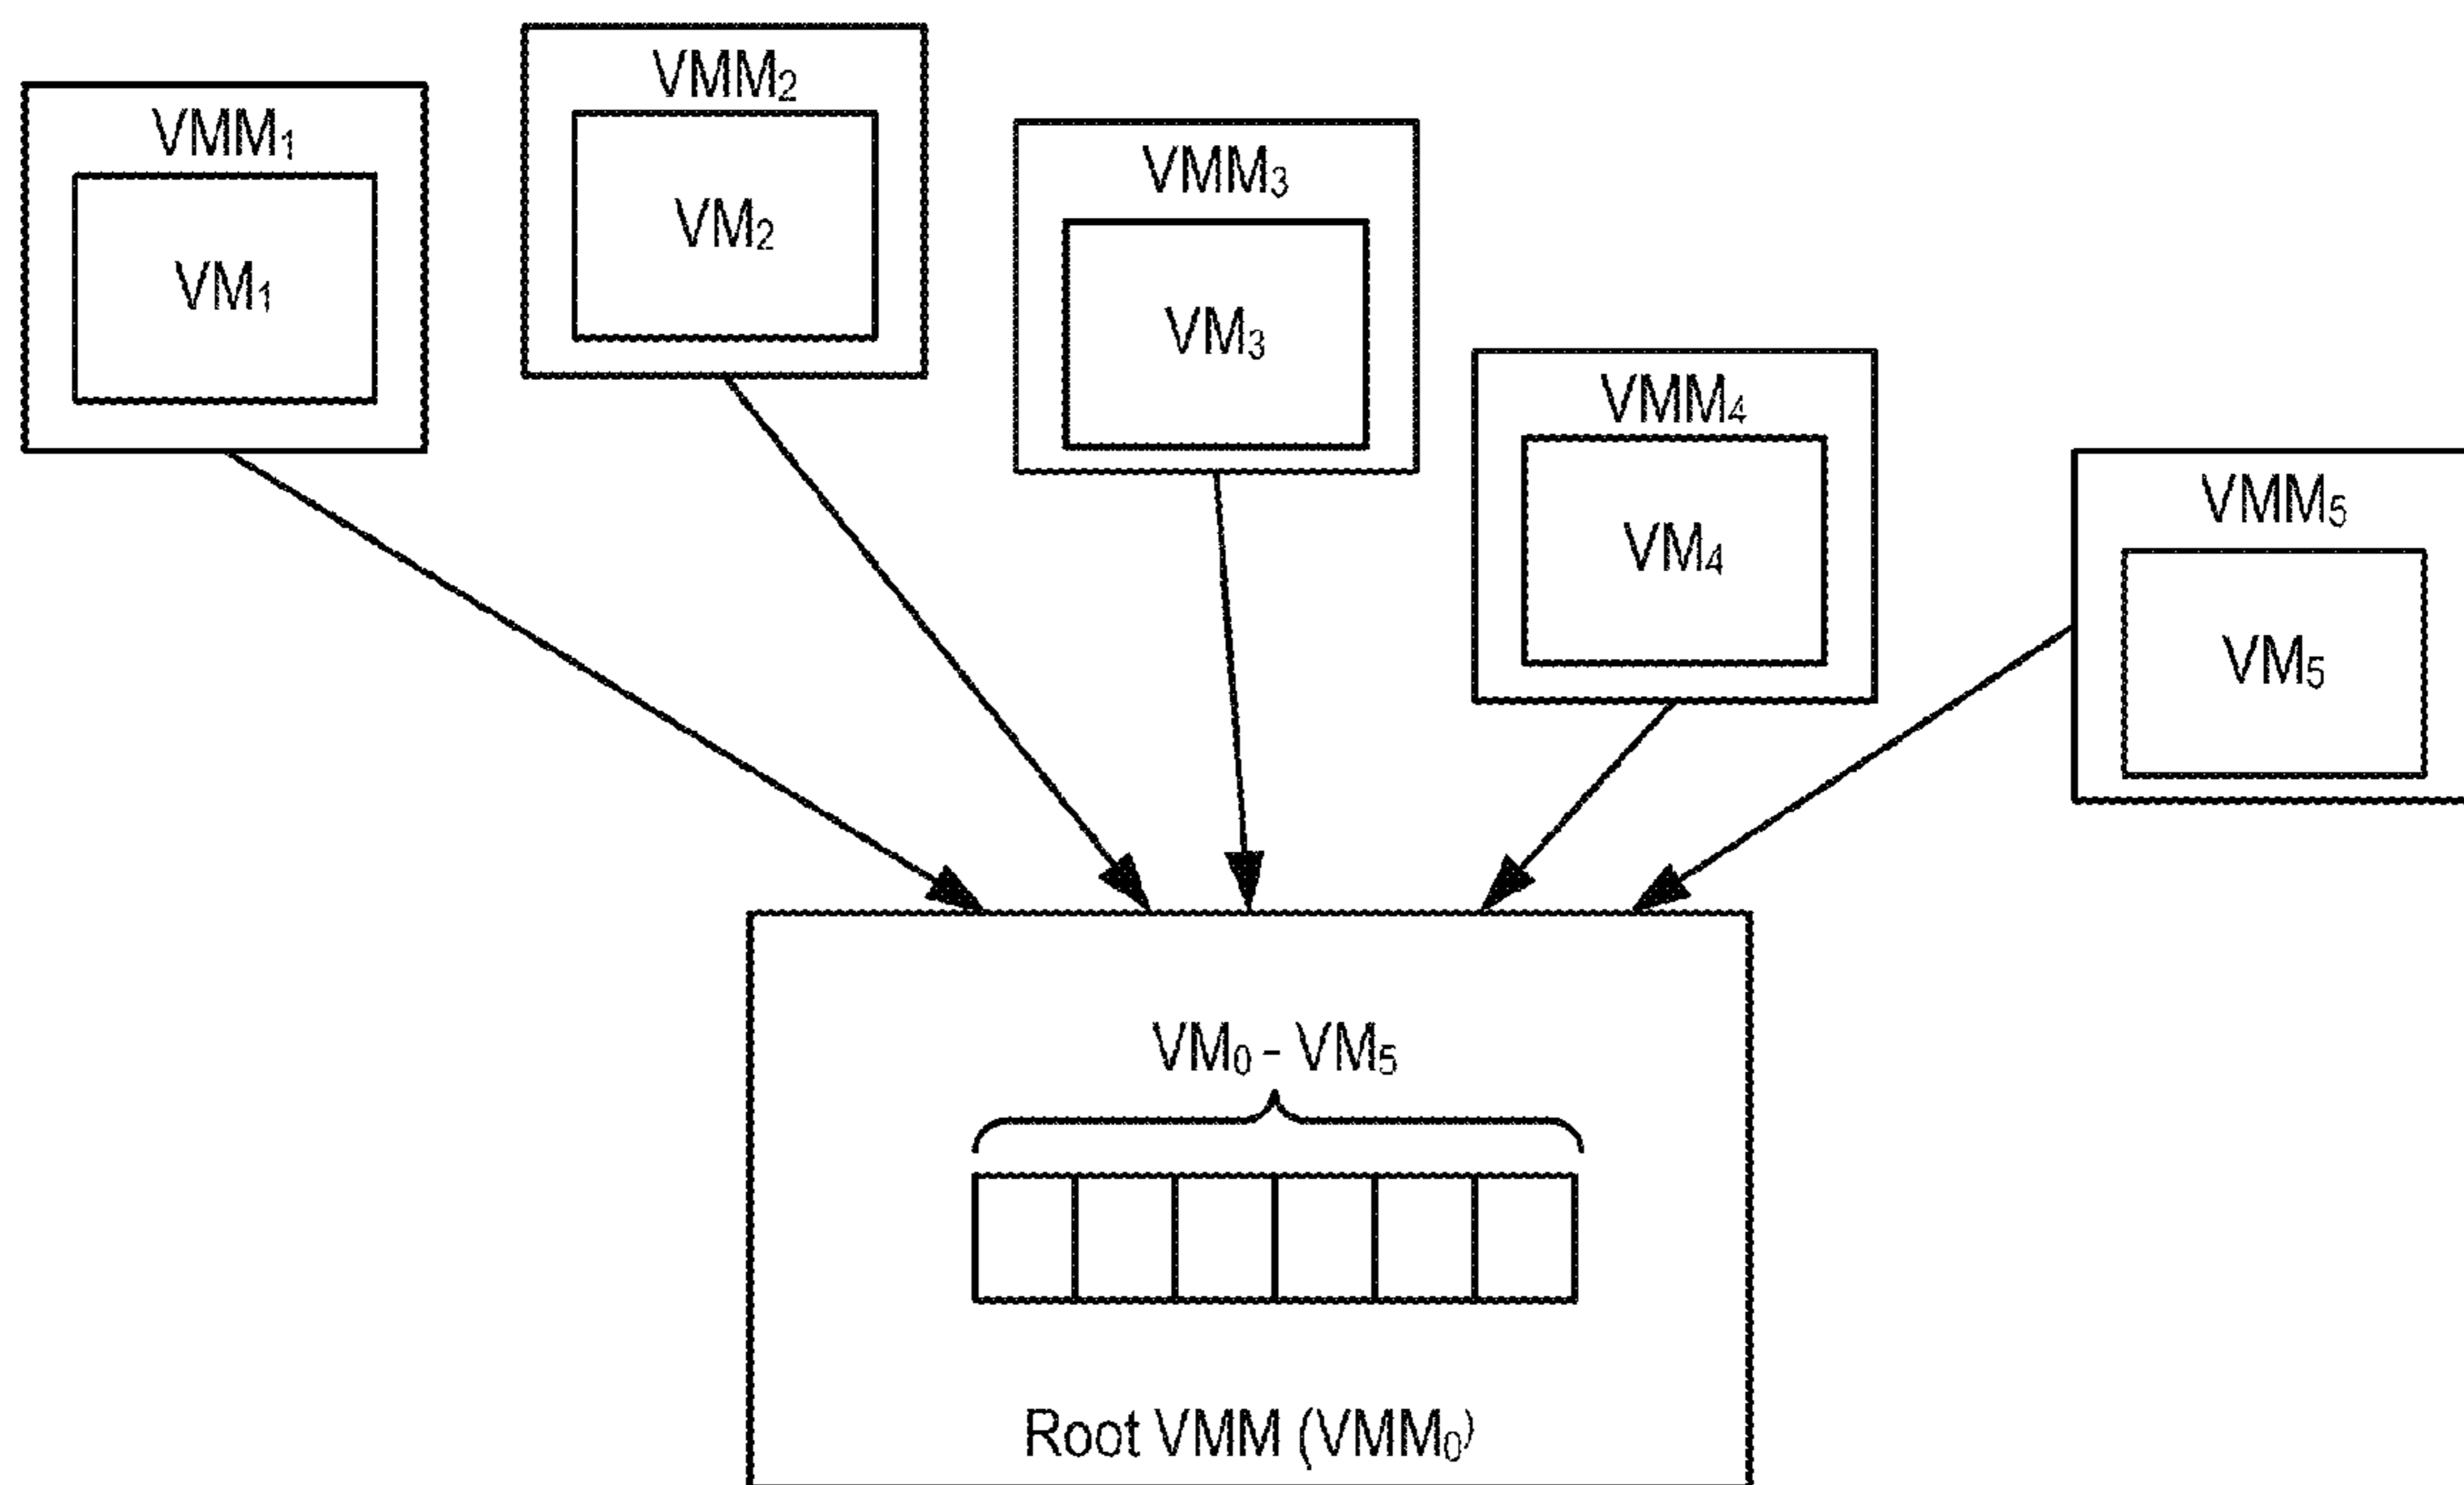 VMM₁
VM₁
VMM₂
VM₂
VMM₃
VM₃
VMM₄
VM₄
VMM₅
VM₅
VM₀ - VM₅
Root VMM (VMM₀)